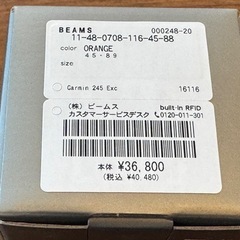 BEAMS 000248-20
11-48-0708-116-45-88
color ORANGE
45・89
size
Garmin 245 Exc 16116
(株) ビームス built-in RFID
カスタマーサービスデスク 0120-011-301
本体 ¥36,800
(税込 ¥40,480)